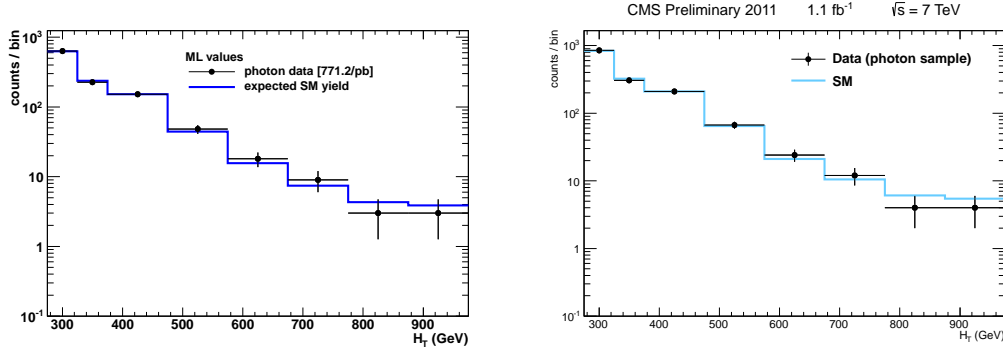 ML values
photon data [771.2/pb]
expected SM yield
counts / bin
10³
10²
10
1
10⁻¹
300 400 500 600 700 800 900
H_T (GeV)
CMS Preliminary 2011 1.1 fb⁻¹ √s = 7 TeV
Data (photon sample)
SM
counts / bin
10³
10²
10
1
10⁻¹
300 400 500 600 700 800 900
H_T (GeV)